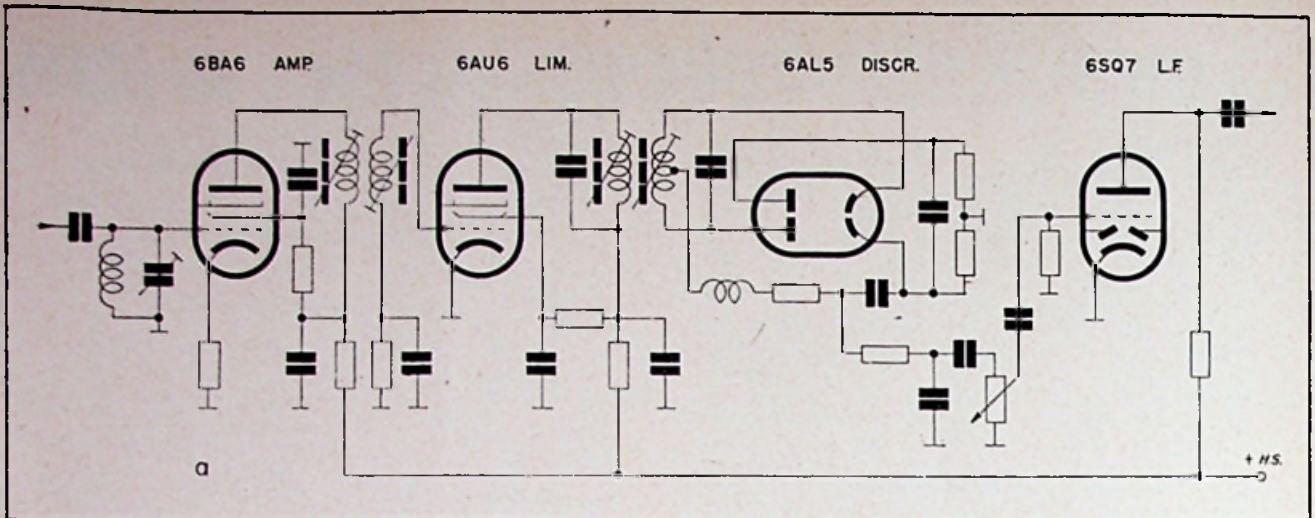 6BA6 AMP.
6AU6 LIM.
6AL5 DISCR.
6SQ7 L.F.
a
+ H.S.